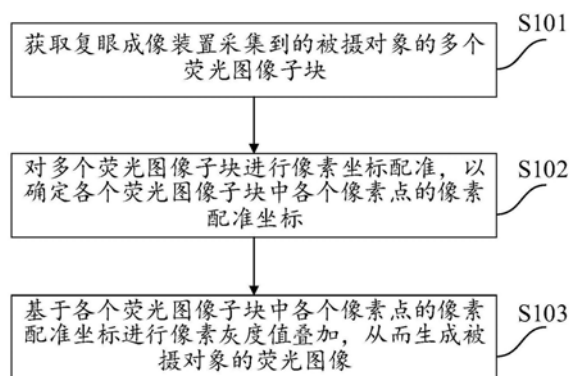 S101
获取复眼成像装置采集到的被摄对象的多个
荧光图像子块
对多个荧光图像子块进行像素坐标配准，以
确定各个荧光图像子块中各个像素点的像素
配准坐标
S102
基于各个荧光图像子块中各个像素点的像素
配准坐标进行像素灰度值叠加，从而生成被
摄对象的荧光图像
S103